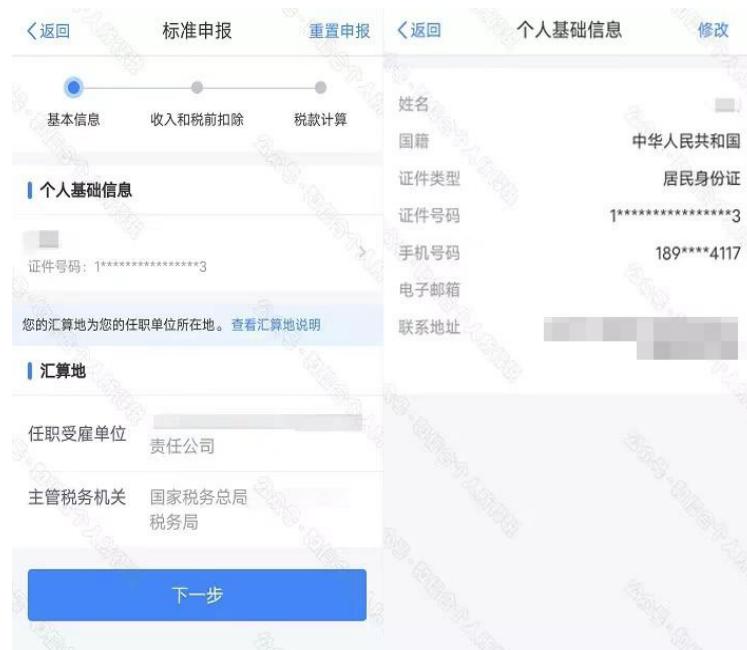 返回
标准申报
重置申报
基本信息
收入和税前扣除
税款计算
个人基础信息
证件号码：1****************3
您的汇算地为您的任职单位所在地。查看汇算地说明
汇算地
任职受雇单位
责任公司
主管税务机关
国家税务总局
税务局
下一步
返回
个人基础信息
修改
姓名
国籍
中华人民共和国
证件类型
居民身份证
证件号码
1****************3
手机号码
189****4117
电子邮箱
联系地址